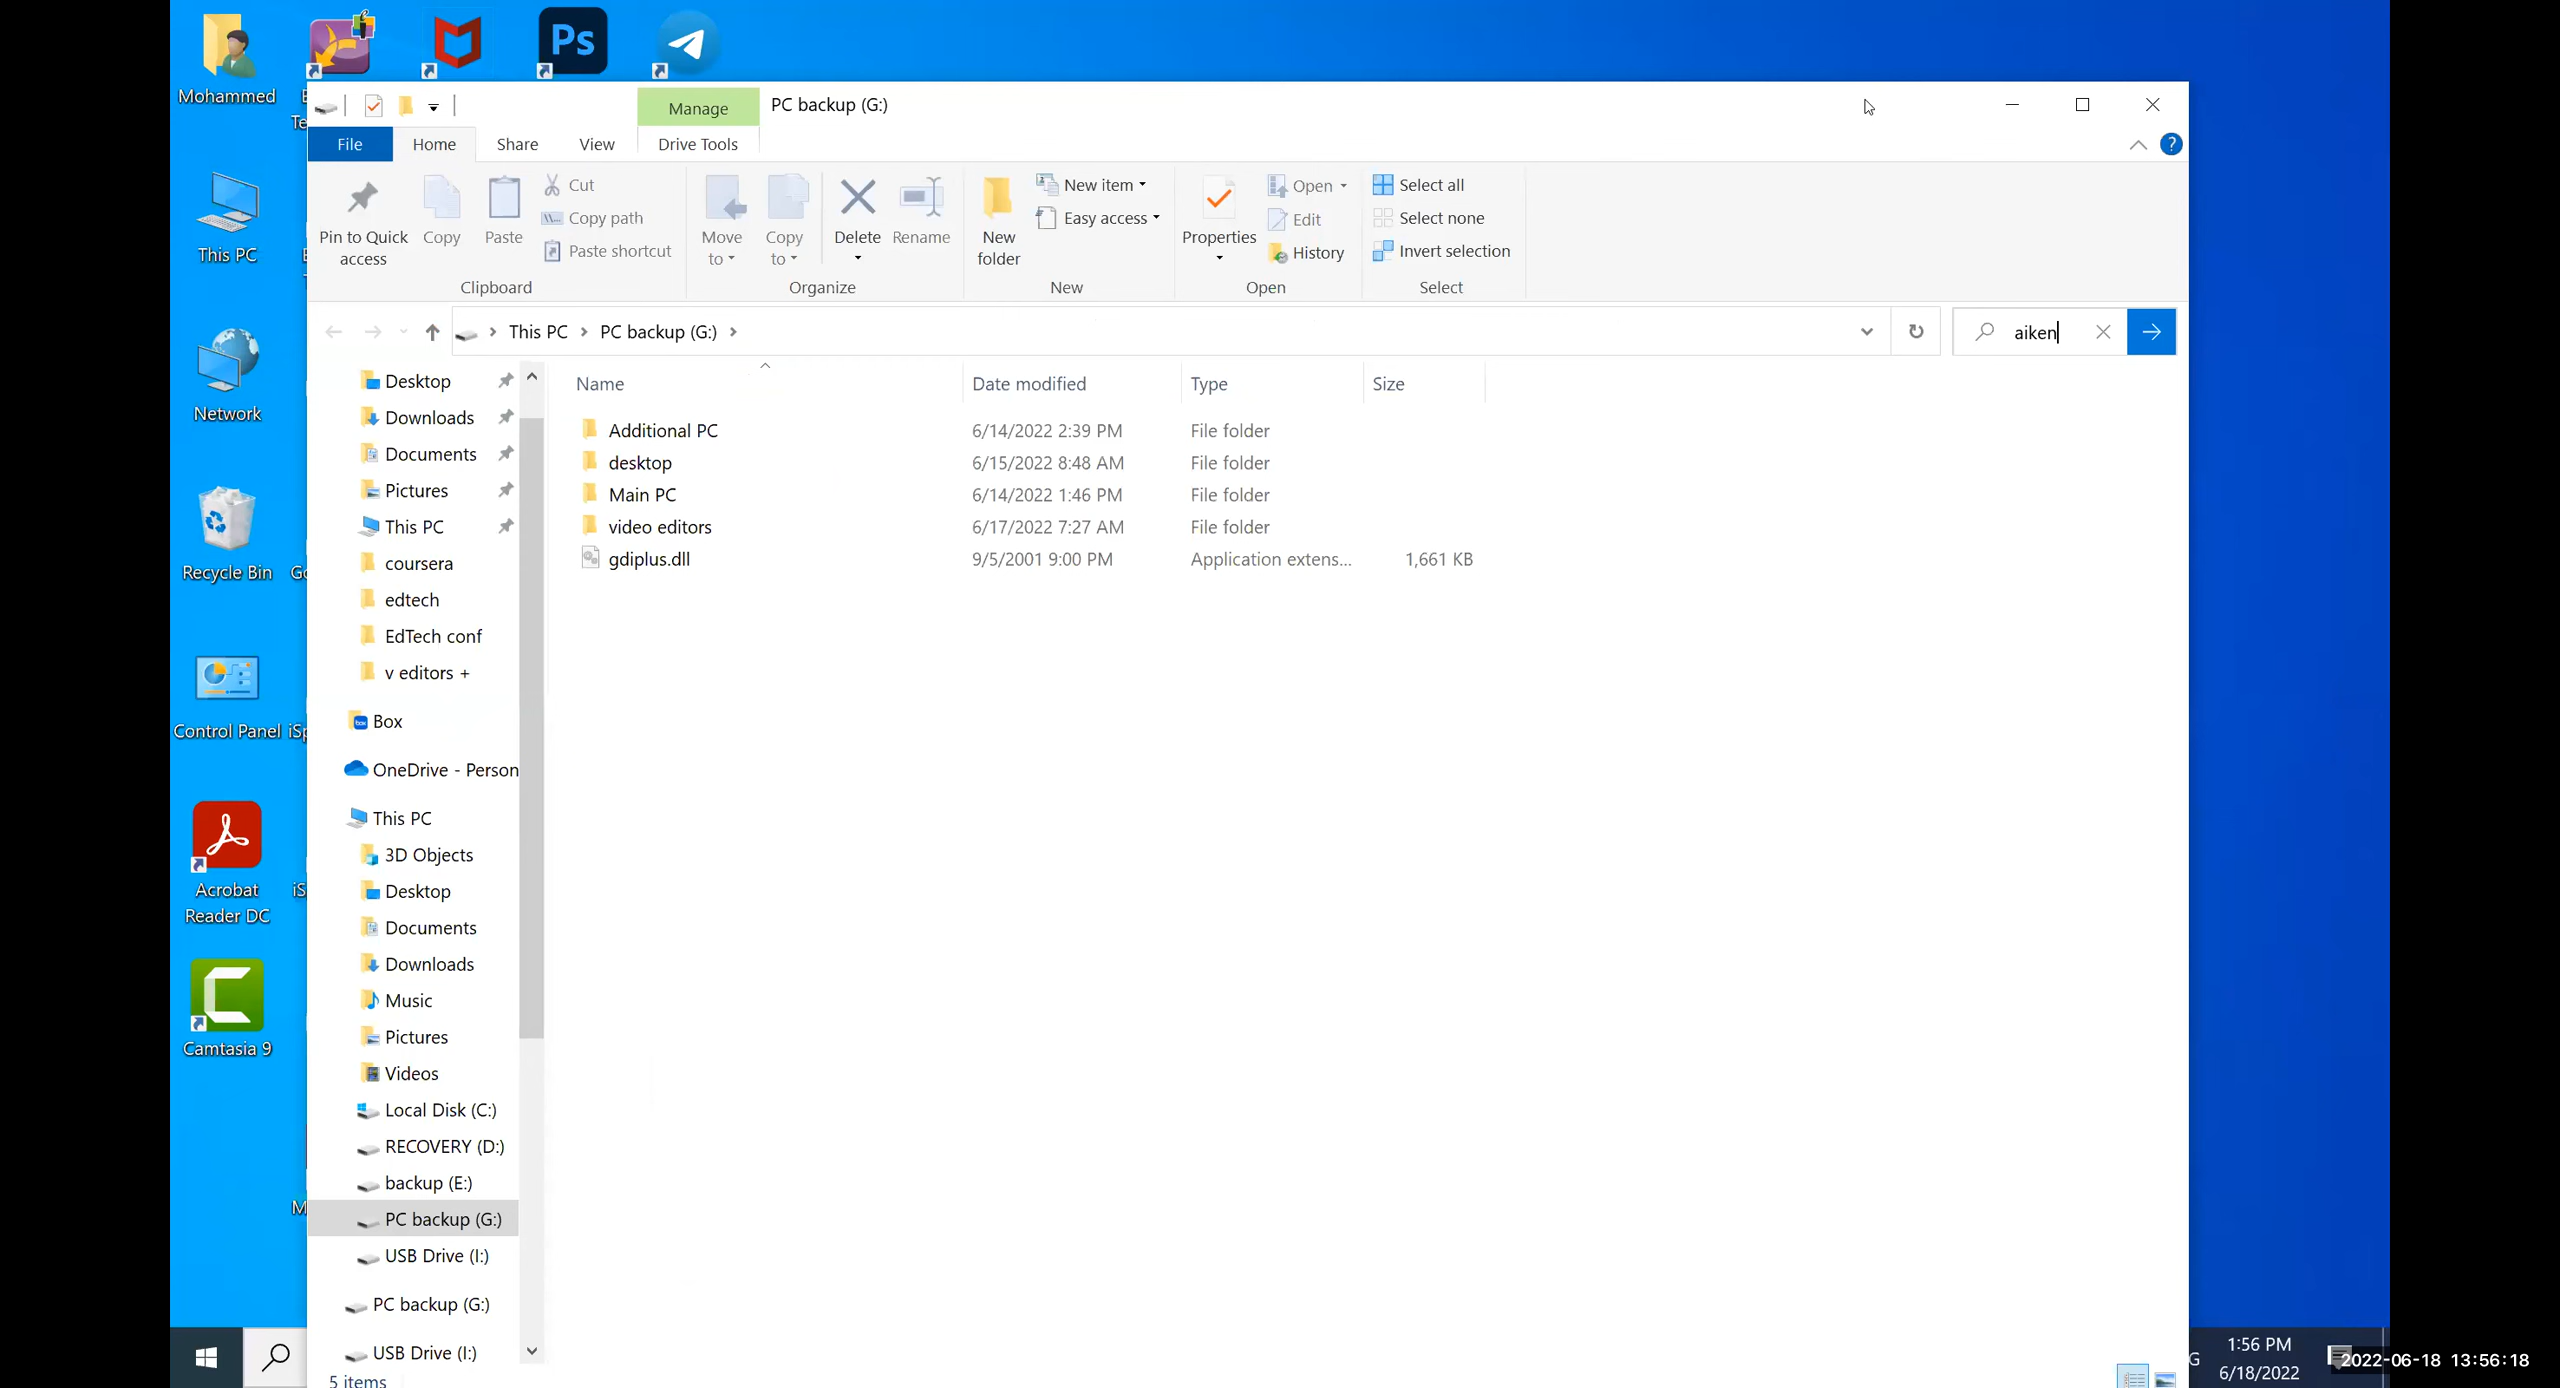 Mohammed
Te
This PC
Network
Recycle Bin
Go
Control Panel
iSp
Acrobat
Reader DC
iS
Camtasia 9
M
Ps
Manage
PC backup (G:)
File
Home
Share
View
Drive Tools
?
Pin to Quick
access
Copy
Paste
Cut
Copy path
Paste shortcut
Clipboard
Move
to
Copy
to
Delete
Rename
Organize
New
folder
New item
Easy access
New
Properties
Open
Edit
History
Open
Select all
Select none
Invert selection
Select
This PC > PC backup (G:) >
aiken
Desktop
Downloads
Documents
Pictures
This PC
coursera
edtech
EdTech conf
v editors +
Box
OneDrive - Person
This PC
3D Objects
Desktop
Documents
Downloads
Music
Pictures
Videos
Local Disk (C:)
RECOVERY (D:)
backup (E:)
PC backup (G:)
USB Drive (I:)
PC backup (G:)
USB Drive (I:)
Name Date modified Type Size
Additional PC 6/14/2022 2:39 PM File folder
desktop 6/15/2022 8:48 AM File folder
Main PC 6/14/2022 1:46 PM File folder
video editors 6/17/2022 7:27 AM File folder
gdiplus.dll 9/5/2001 9:00 PM Application extens... 1,661 KB
5 items
G
1:56 PM
6/18/2022
2022-06-18 13:56:18